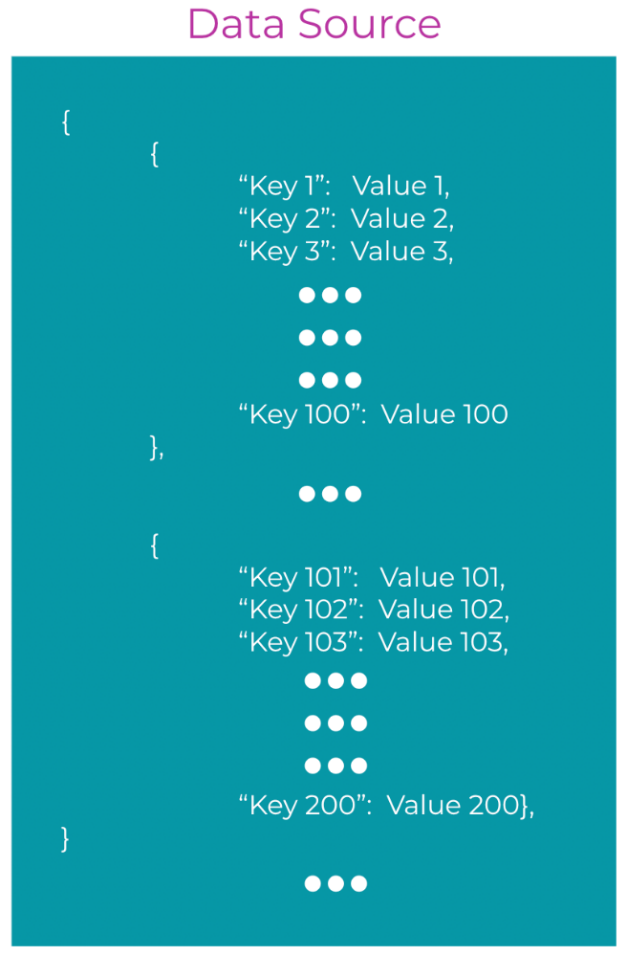 Data Source
{
{
“Key 1”: Value 1,
“Key 2”: Value 2,
“Key 3”: Value 3,
●●●
●●●
●●●
“Key 100”: Value 100
},
●●●
{
“Key 101”: Value 101,
“Key 102”: Value 102,
“Key 103”: Value 103,
●●●
●●●
●●●
“Key 200”: Value 200},
}
●●●